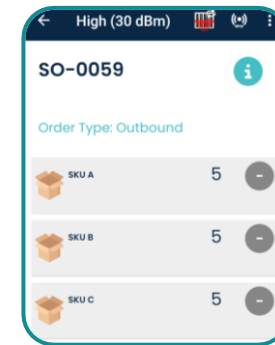 High (30 dBm)
SO-0059
Order Type: Outbound
SKU A 5
SKU B 5
SKU C 5